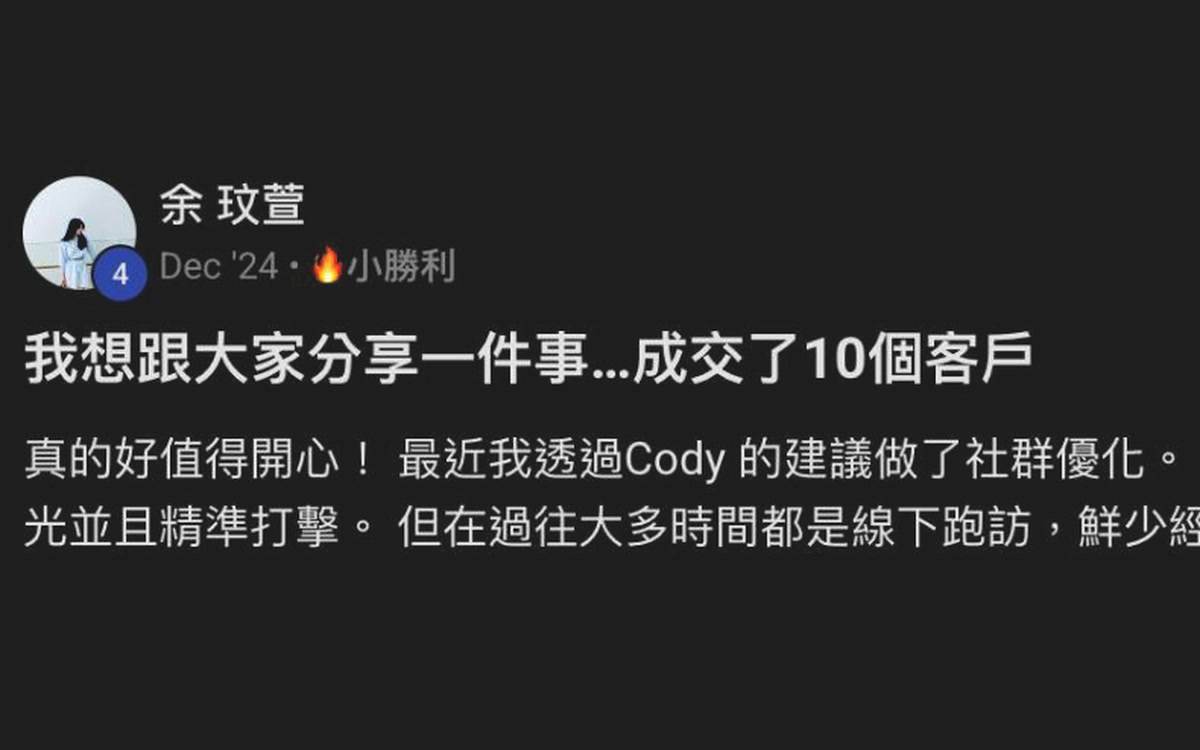 余 玟萱
4
Dec '24 • 🔥小勝利
我想跟大家分享一件事...成交了10個客戶
真的好值得開心！ 最近我透過Cody 的建議做了社群優化。
光並且精準打擊。 但在過往大多時間都是線下跑訪，鮮少經